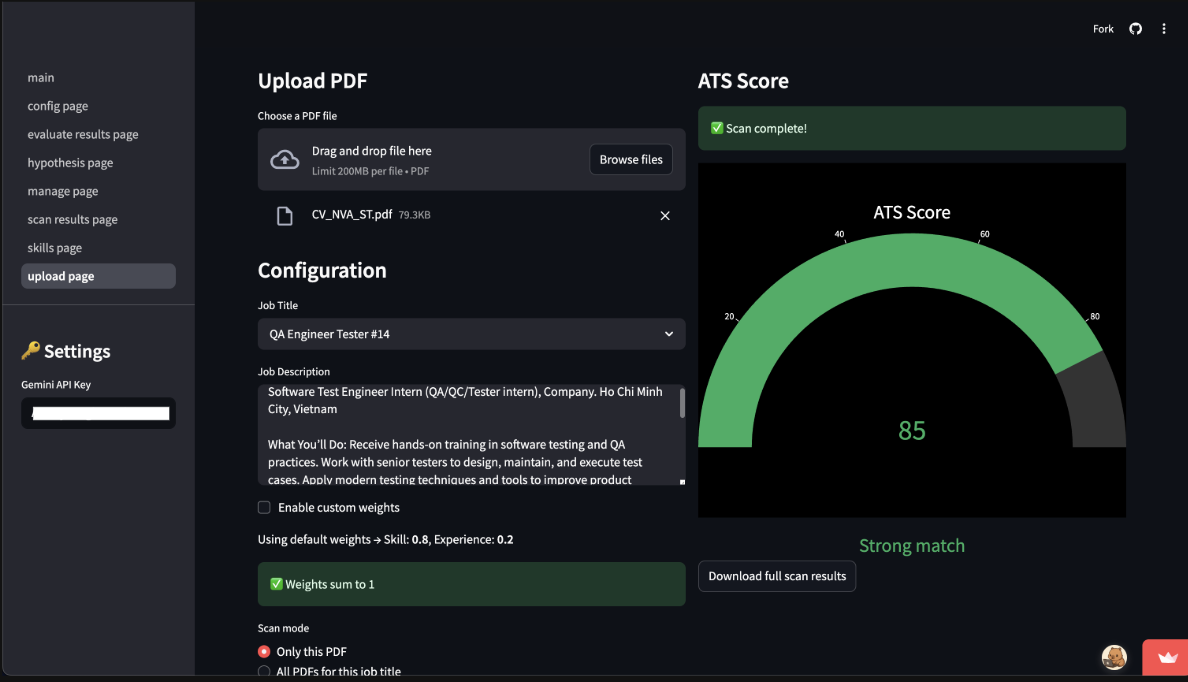 Fork
main
config page
evaluate results page
hypothesis page
manage page
scan results page
skills page
upload page
🔑 Settings
Gemini API Key
Upload PDF
Choose a PDF file
Drag and drop file here
Limit 200MB per file • PDF
Browse files
CV_NVA_ST.pdf 79.3KB
Configuration
Job Title
QA Engineer Tester #14
Job Description
Software Test Engineer Intern (QA/QC/Tester intern), Company. Ho Chi Minh
City, Vietnam
What You'll Do: Receive hands-on training in software testing and QA
practices. Work with senior testers to design, maintain, and execute test
cases. Apply modern testing techniques and tools to improve product
Enable custom weights
Using default weights → Skill: 0.8, Experience: 0.2
✅ Weights sum to 1
Scan mode
Only this PDF
All PDFs for this job title
ATS Score
✅ Scan complete!
ATS Score
20
40
60
80
85
Strong match
Download full scan results